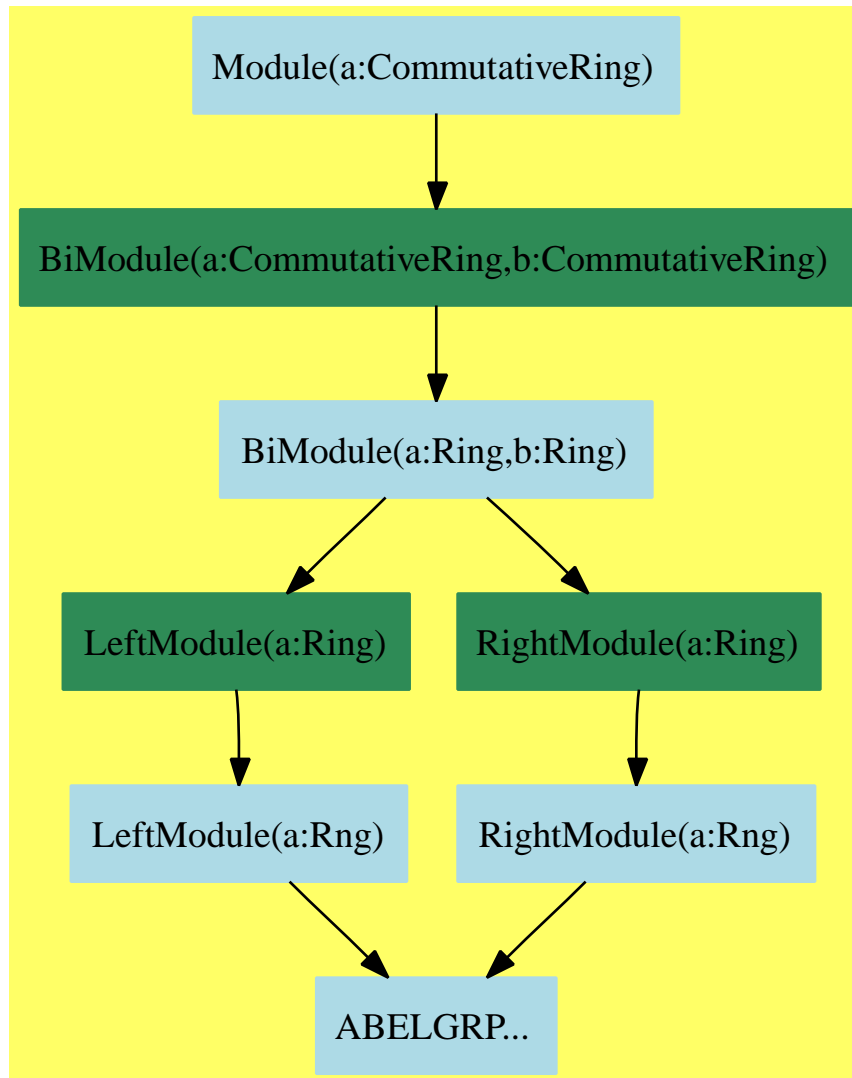 Module(a:CommutativeRing)
BiModule(a:CommutativeRing,b:CommutativeRing)
BiModule(a:Ring,b:Ring)
LeftModule(a:Ring)
RightModule(a:Ring)
LeftModule(a:Rng)
RightModule(a:Rng)
ABELGRP...